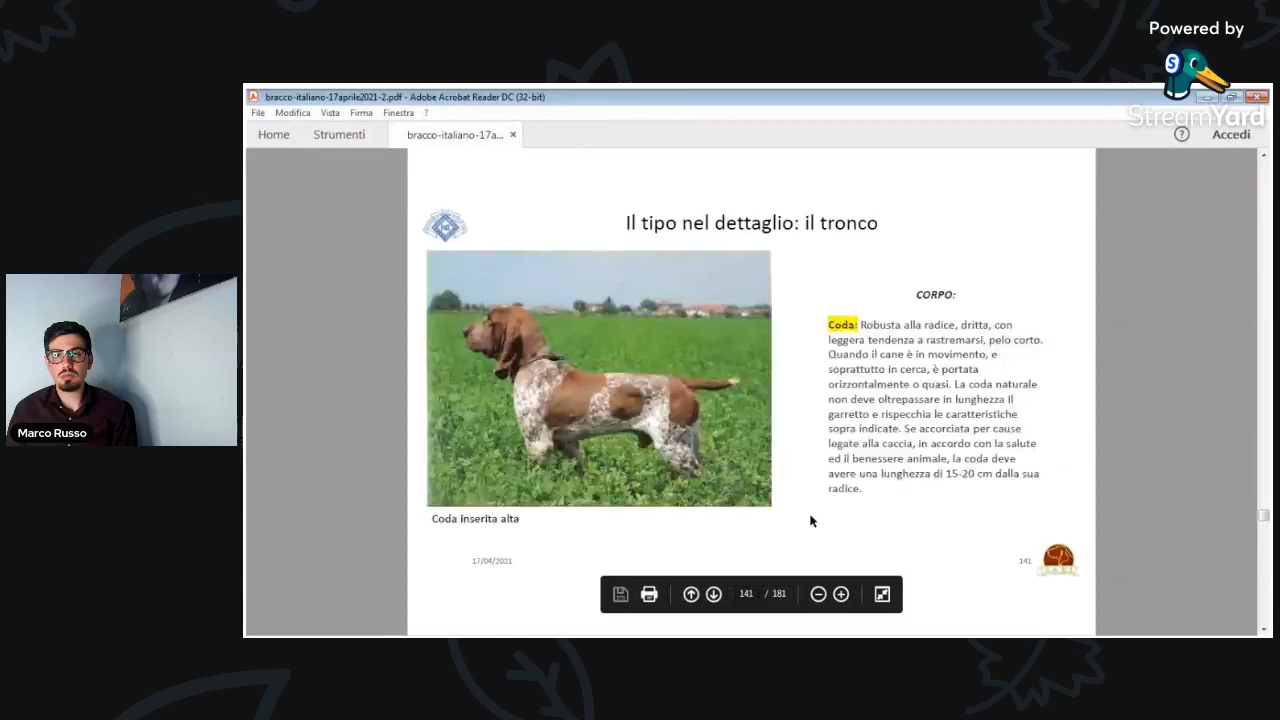 Powered by
StreamYard
bracco-italiano-17aprile2021-2.pdf - Adobe Acrobat Reader DC (32-bit)
File Modifica Vista Firma Finestra ?
Home Strumenti bracco-italiano-17a... × ? Accedi
Il tipo nel dettaglio: il tronco
CORPO:
Coda: Robusta alla radice, dritta, con
leggera tendenza a rastremarsi, pelo corto.
Quando il cane è in movimento, e
soprattutto in cerca, è portata
orizzontalmente o quasi. La coda naturale
non deve oltrepassare in lunghezza il
garretto e rispecchia le caratteristiche
sopra indicate. Se accorciata per cause
legate alla caccia, in accordo con la salute
ed il benessere animale, la coda deve
avere una lunghezza di 15-20 cm dalla sua
radice.
Coda inserita alta
17/04/2021
141
141 / 181
Marco Russo